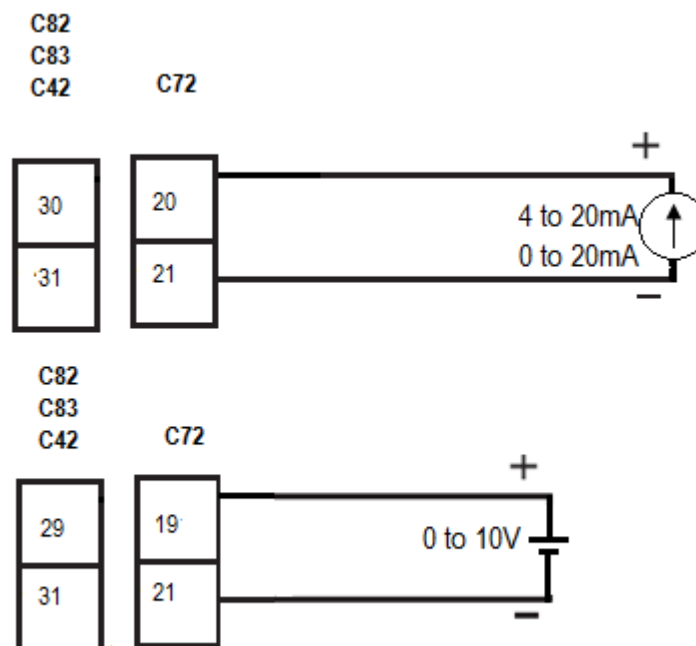 C82
C83
C42 C72
+
30 20
4 to 20mA
0 to 20mA
31 21
−
C82
C83
C42 C72
+
29 19
0 to 10V
31 21
−